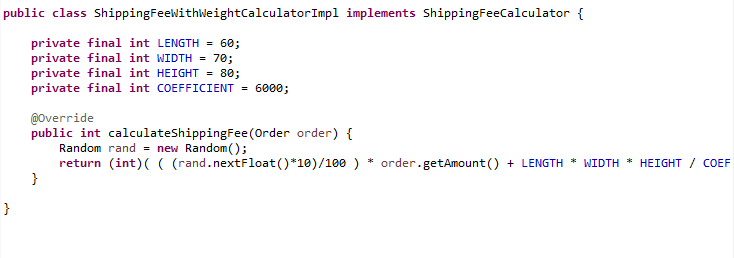 public class ShippingFeeWithWeightCalculatorImpl implements ShippingFeeCalculator {
private final int LENGTH = 60;
private final int WIDTH = 70;
private final int HEIGHT = 80;
private final int COEFFICIENT = 6000;
@Override
public int calculateShippingFee(Order order) {
Random rand = new Random();
return (int)( ( (rand.nextFloat()*10)/100 ) * order.getAmount() + LENGTH * WIDTH * HEIGHT / COEF
}
}